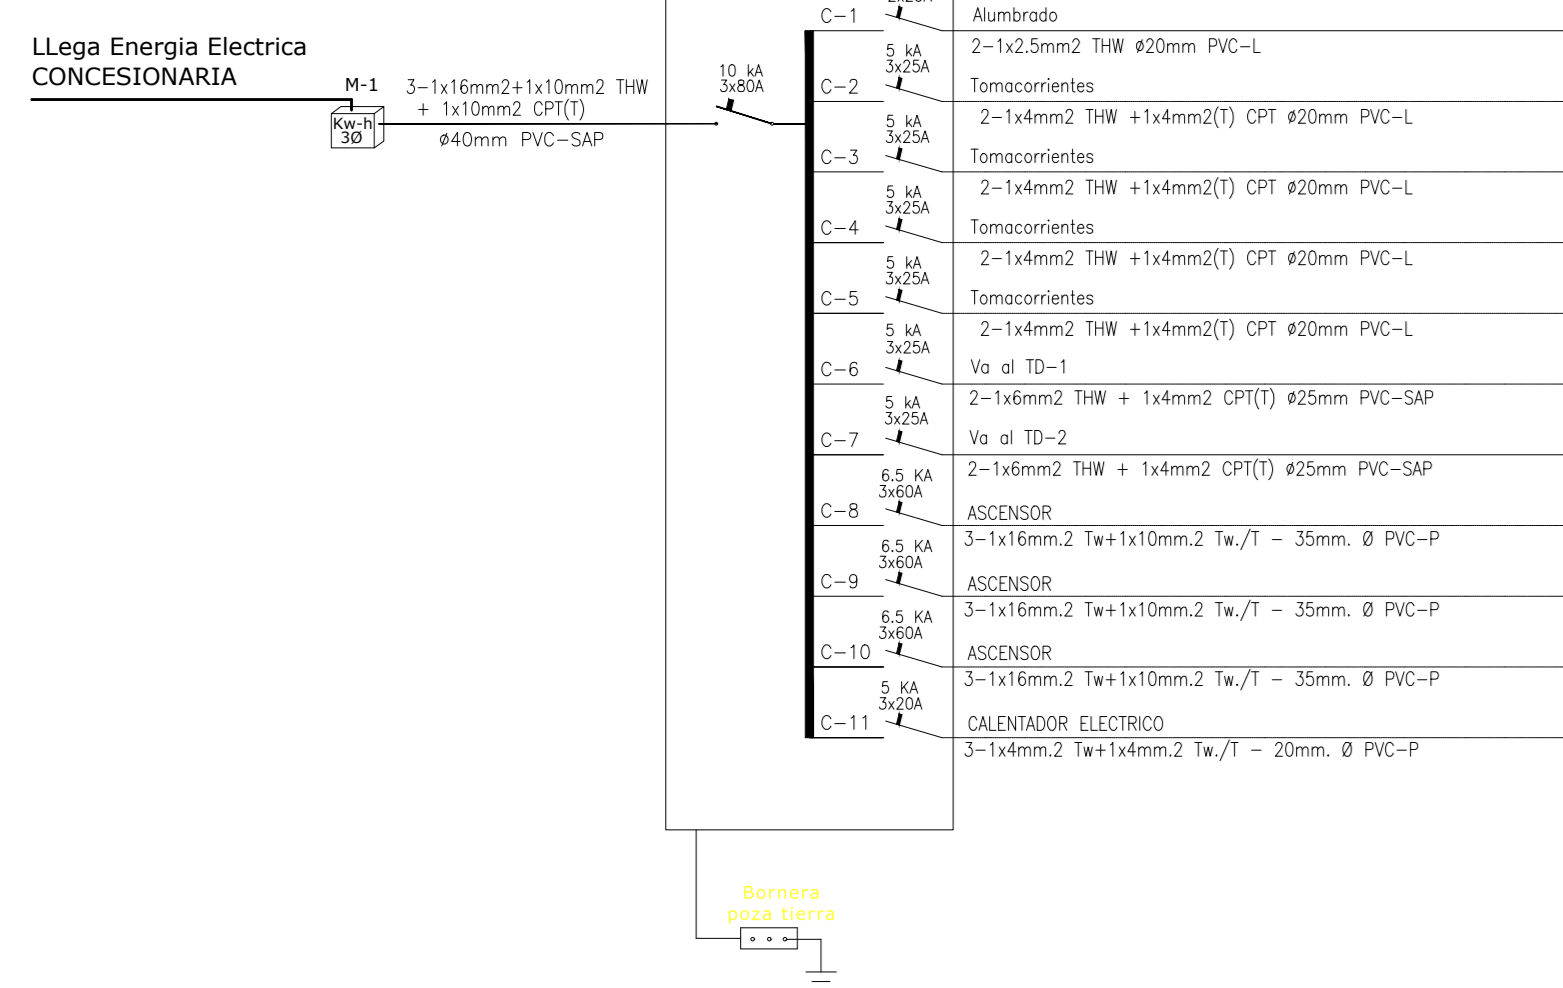 LLega Energia Electrica
CONCESIONARIA
M-1
Kw-h
3Ø
3-1x16mm2+1x10mm2 THW
+ 1x10mm2 CPT(T)
ø40mm PVC-SAP
10 kA
3x80A
C-1
Alumbrado
2-1x2.5mm2 THW ø20mm PVC-L
5 kA
3x25A
C-2
Tomacorrientes
2-1x4mm2 THW +1x4mm2(T) CPT ø20mm PVC-L
5 kA
3x25A
C-3
Tomacorrientes
2-1x4mm2 THW +1x4mm2(T) CPT ø20mm PVC-L
5 kA
3x25A
C-4
Tomacorrientes
2-1x4mm2 THW +1x4mm2(T) CPT ø20mm PVC-L
5 kA
3x25A
C-5
Tomacorrientes
2-1x4mm2 THW +1x4mm2(T) CPT ø20mm PVC-L
5 kA
3x25A
C-6
Va al TD-1
2-1x6mm2 THW + 1x4mm2 CPT(T) ø25mm PVC-SAP
5 kA
3x25A
C-7
Va al TD-2
2-1x6mm2 THW + 1x4mm2 CPT(T) ø25mm PVC-SAP
6.5 KA
3x60A
C-8
ASCENSOR
3-1x16mm.2 Tw+1x10mm.2 Tw./T - 35mm. Ø PVC-P
6.5 KA
3x60A
C-9
ASCENSOR
3-1x16mm.2 Tw+1x10mm.2 Tw./T - 35mm. Ø PVC-P
6.5 KA
3x60A
C-10
ASCENSOR
3-1x16mm.2 Tw+1x10mm.2 Tw./T - 35mm. Ø PVC-P
5 KA
3x20A
C-11
CALENTADOR ELECTRICO
3-1x4mm.2 Tw+1x4mm.2 Tw./T - 20mm. Ø PVC-P
Bornera
poza tierra